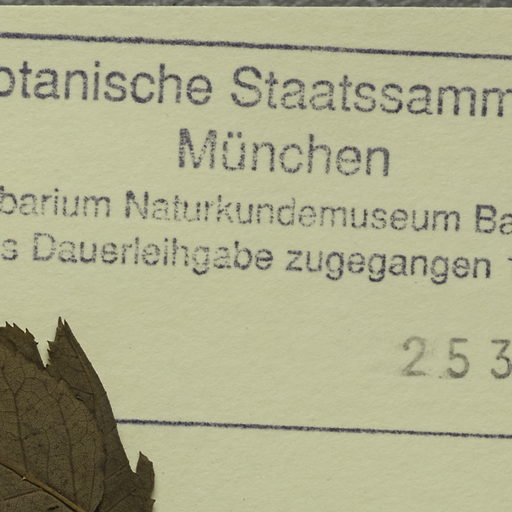 otanische Staatssamm
München
barium Naturkundemuseum Ba
s Dauerleihgabe zugegangen
253